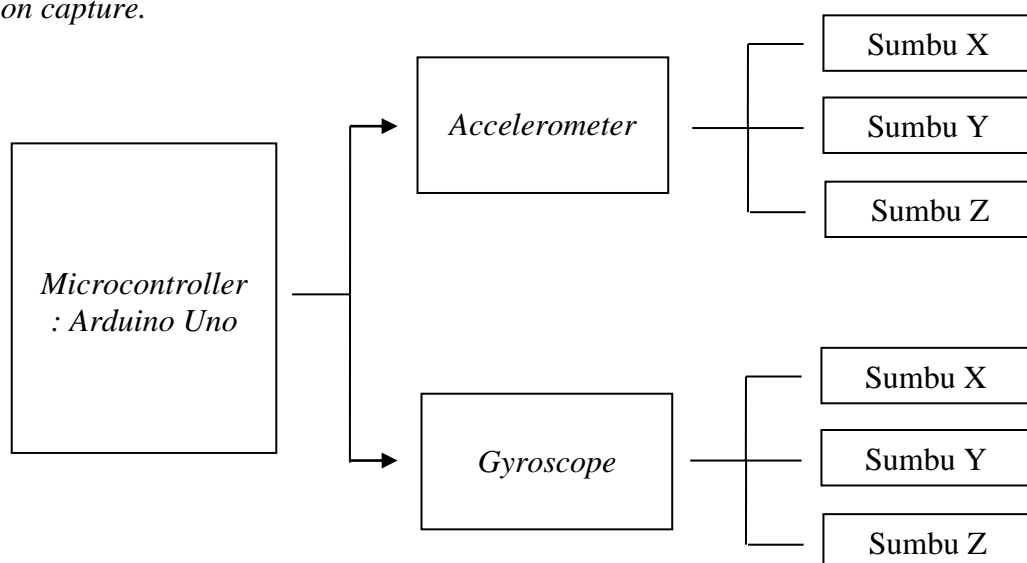 on capture.
Microcontroller
: Arduino Uno
Accelerometer
Sumbu X
Sumbu Y
Sumbu Z
Gyroscope
Sumbu X
Sumbu Y
Sumbu Z